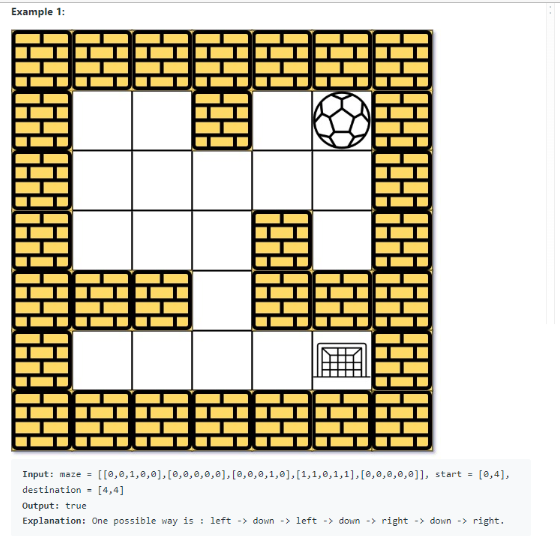 Example 1:
Input: maze = [[0,0,1,0,0],[0,0,0,0,0],[0,0,0,1,0],[1,1,0,1,1],[0,0,0,0,0]], start = [0,4],
destination = [4,4]
Output: true
Explanation: One possible way is : left -> down -> left -> down -> right -> down -> right.